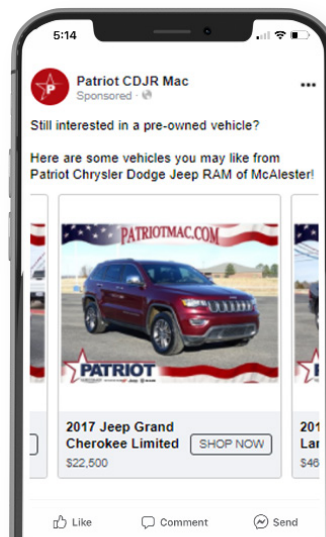 5:14
Patriot CDJR Mac
Sponsored ·
Still interested in a pre-owned vehicle?
Here are some vehicles you may like from
Patriot Chrysler Dodge Jeep RAM of McAlester!
PATRIOTMAC.COM
PATRIOT
2017 Jeep Grand
Cherokee Limited
SHOP NOW
$22,500
201
Lar
$46
Like
Comment
Send